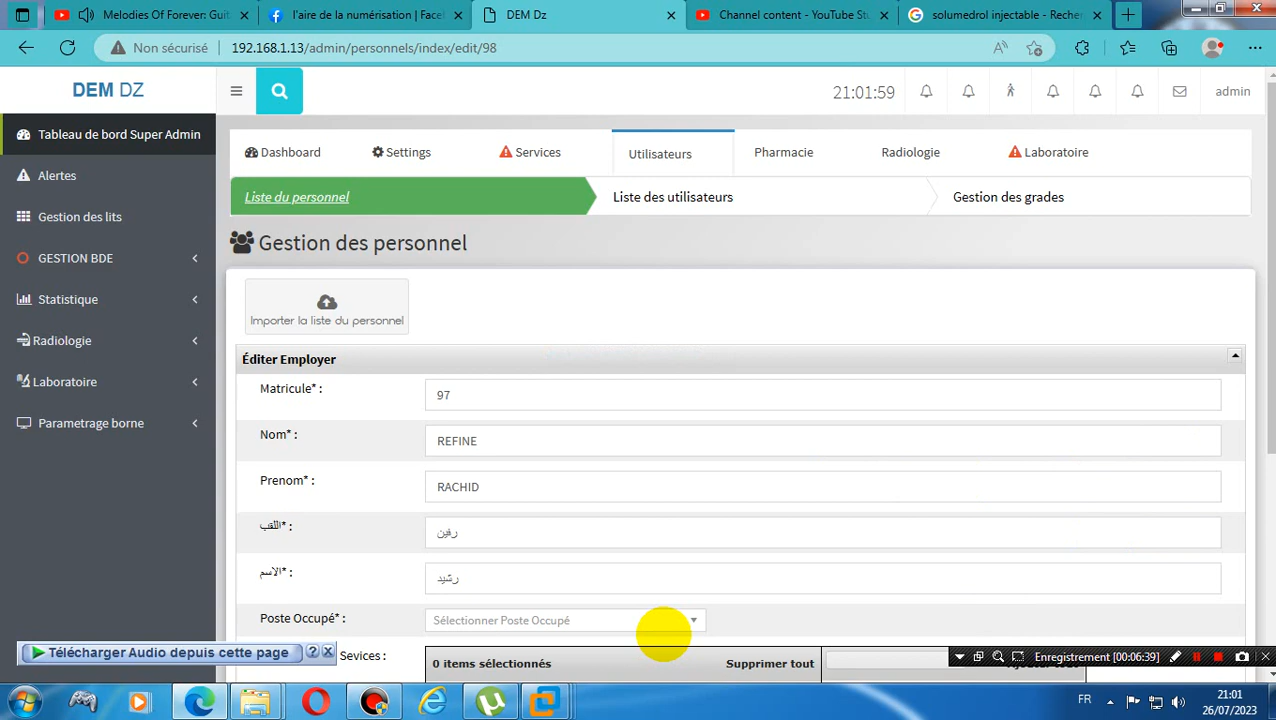 Melodies Of Forever: Guit
l'aire de la numérisation | Facel
DEM Dz
Channel content - YouTube Stu
solumedrol injectable - Recher
Non sécurisé
192.168.1.13/admin/personnels/index/edit/98
DEM DZ
21:01:59
admin
Tableau de bord Super Admin
Alertes
Gestion des lits
GESTION BDE
Statistique
Radiologie
Laboratoire
Parametrage borne
Dashboard
Settings
Services
Utilisateurs
Pharmacie
Radiologie
Laboratoire
Liste du personnel
Liste des utilisateurs
Gestion des grades
Gestion des personnel
Importer la liste du personnel
Éditer Employer
Matricule* :
97
Nom* :
REFINE
Prenom* :
RACHID
اللقب* :
رفين
الاسم* :
رشيد
Poste Occupé* :
Sélectionner Poste Occupé
Sevices :
0 items sélectionnés
Supprimer tout
Télécharger Audio depuis cette page
Enregistrement [00:06:39]
FR
21:01
26/07/2023